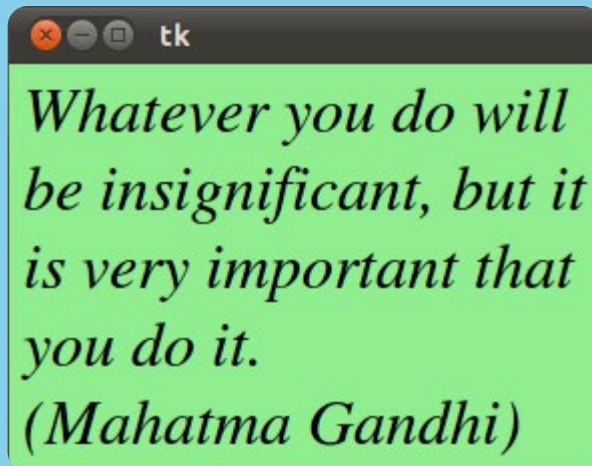 tk
Whatever you do will
be insignificant, but it
is very important that
you do it.
(Mahatma Gandhi)